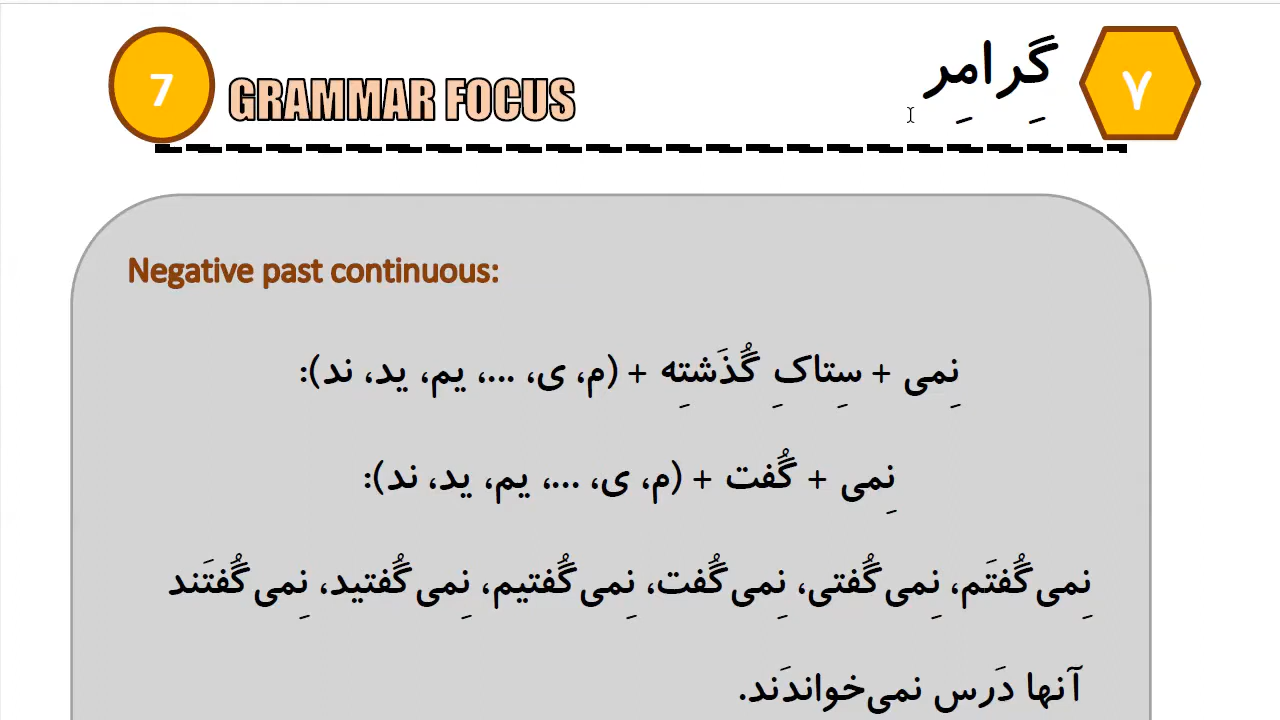 7 GRAMMAR FOCUS گِرامِر ۷
Negative past continuous:
نِمی + سِتاکِ گُذَشتِه + (م، ی، ...، یم، ید، ند):
نِمی + گُفت + (م، ی، ...، یم، ید، ند):
نِمی‌گُفتَم، نِمی‌گُفتی، نِمی‌گُفت، نِمی‌گُفتیم، نِمی‌گُفتید، نِمی‌گُفتَند
آنها دَرس نمی‌خواندَند.